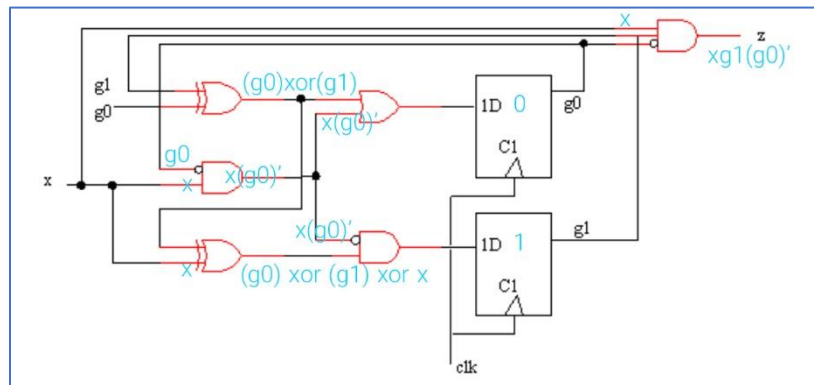 x
z
xg1(g0)'
g1
(g0)xor(g1)
g0
x(g0)'
1D 0
g0
C1
g0
x
x(g0)'
x
x(g0)'
1D 1
g1
x
(g0) xor (g1) xor x
C1
clk